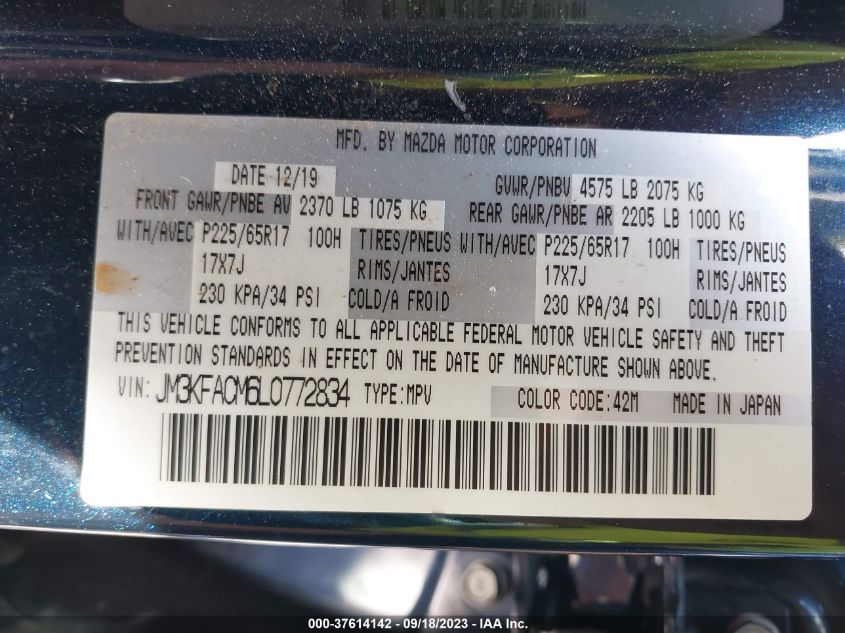 MFD. BY MAZDA MOTOR CORPORATION
DATE 12/19 GVWR/PNBV 4575 LB 2075 KG
FRONT GAWR/PNBE AV 2370 LB 1075 KG REAR GAWR/PNBE AR 2205 LB 1000 KG
WITH/AVEC P225/65R17 100H TIRES/PNEUS WITH/AVEC P225/65R17 100H TIRES/PNEUS
17X7J RIMS/JANTES 17X7J RIMS/JANTES
230 KPA/34 PSI COLD/A FROID 230 KPA/34 PSI COLD/A FROID
THIS VEHICLE CONFORMS TO ALL APPLICABLE FEDERAL MOTOR VEHICLE SAFETY AND THEFT
PREVENTION STANDARDS IN EFFECT ON THE DATE OF MANUFACTURE SHOWN ABOVE.
VIN: JM3KFACM6L0772834 TYPE:MPV COLOR CODE:42M MADE IN JAPAN
000-37614142 - 09/18/2023 - IAAI.com